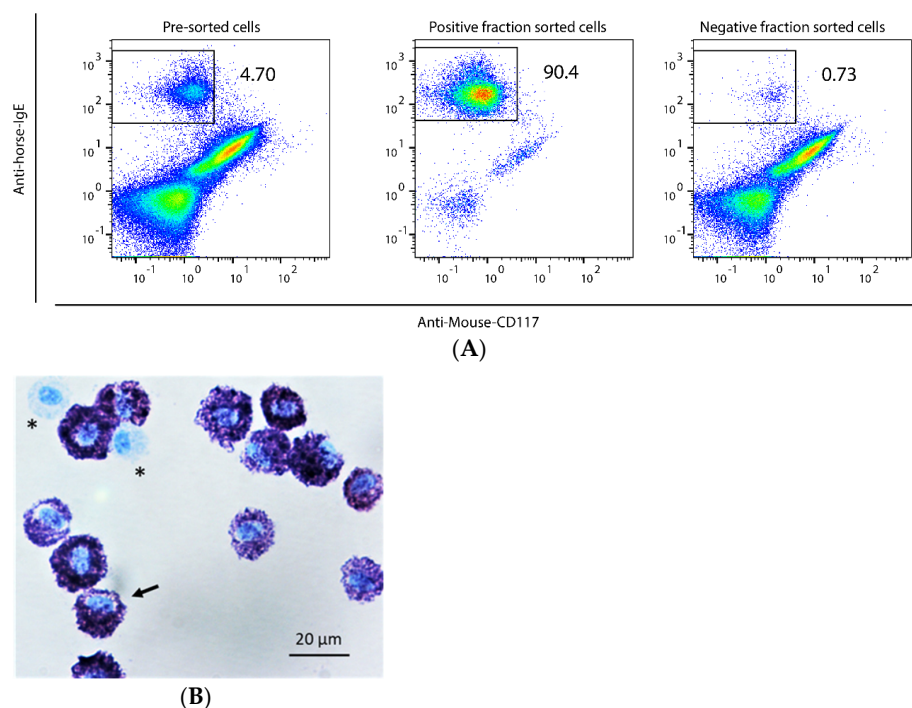 Pre-sorted cells
Positive fraction sorted cells
Negative fraction sorted cells
Anti-horse-IgE
10³
10²
10¹
10⁰
10⁻¹
4.70
10⁻¹ 10⁰ 10¹ 10²
10³
10²
10¹
10⁰
10⁻¹
90.4
10⁻¹ 10⁰ 10¹ 10²
10³
10²
10¹
10⁰
10⁻¹
0.73
10⁻¹ 10⁰ 10¹ 10²
Anti-Mouse-CD117
(A)
*
*
20 μm
(B)